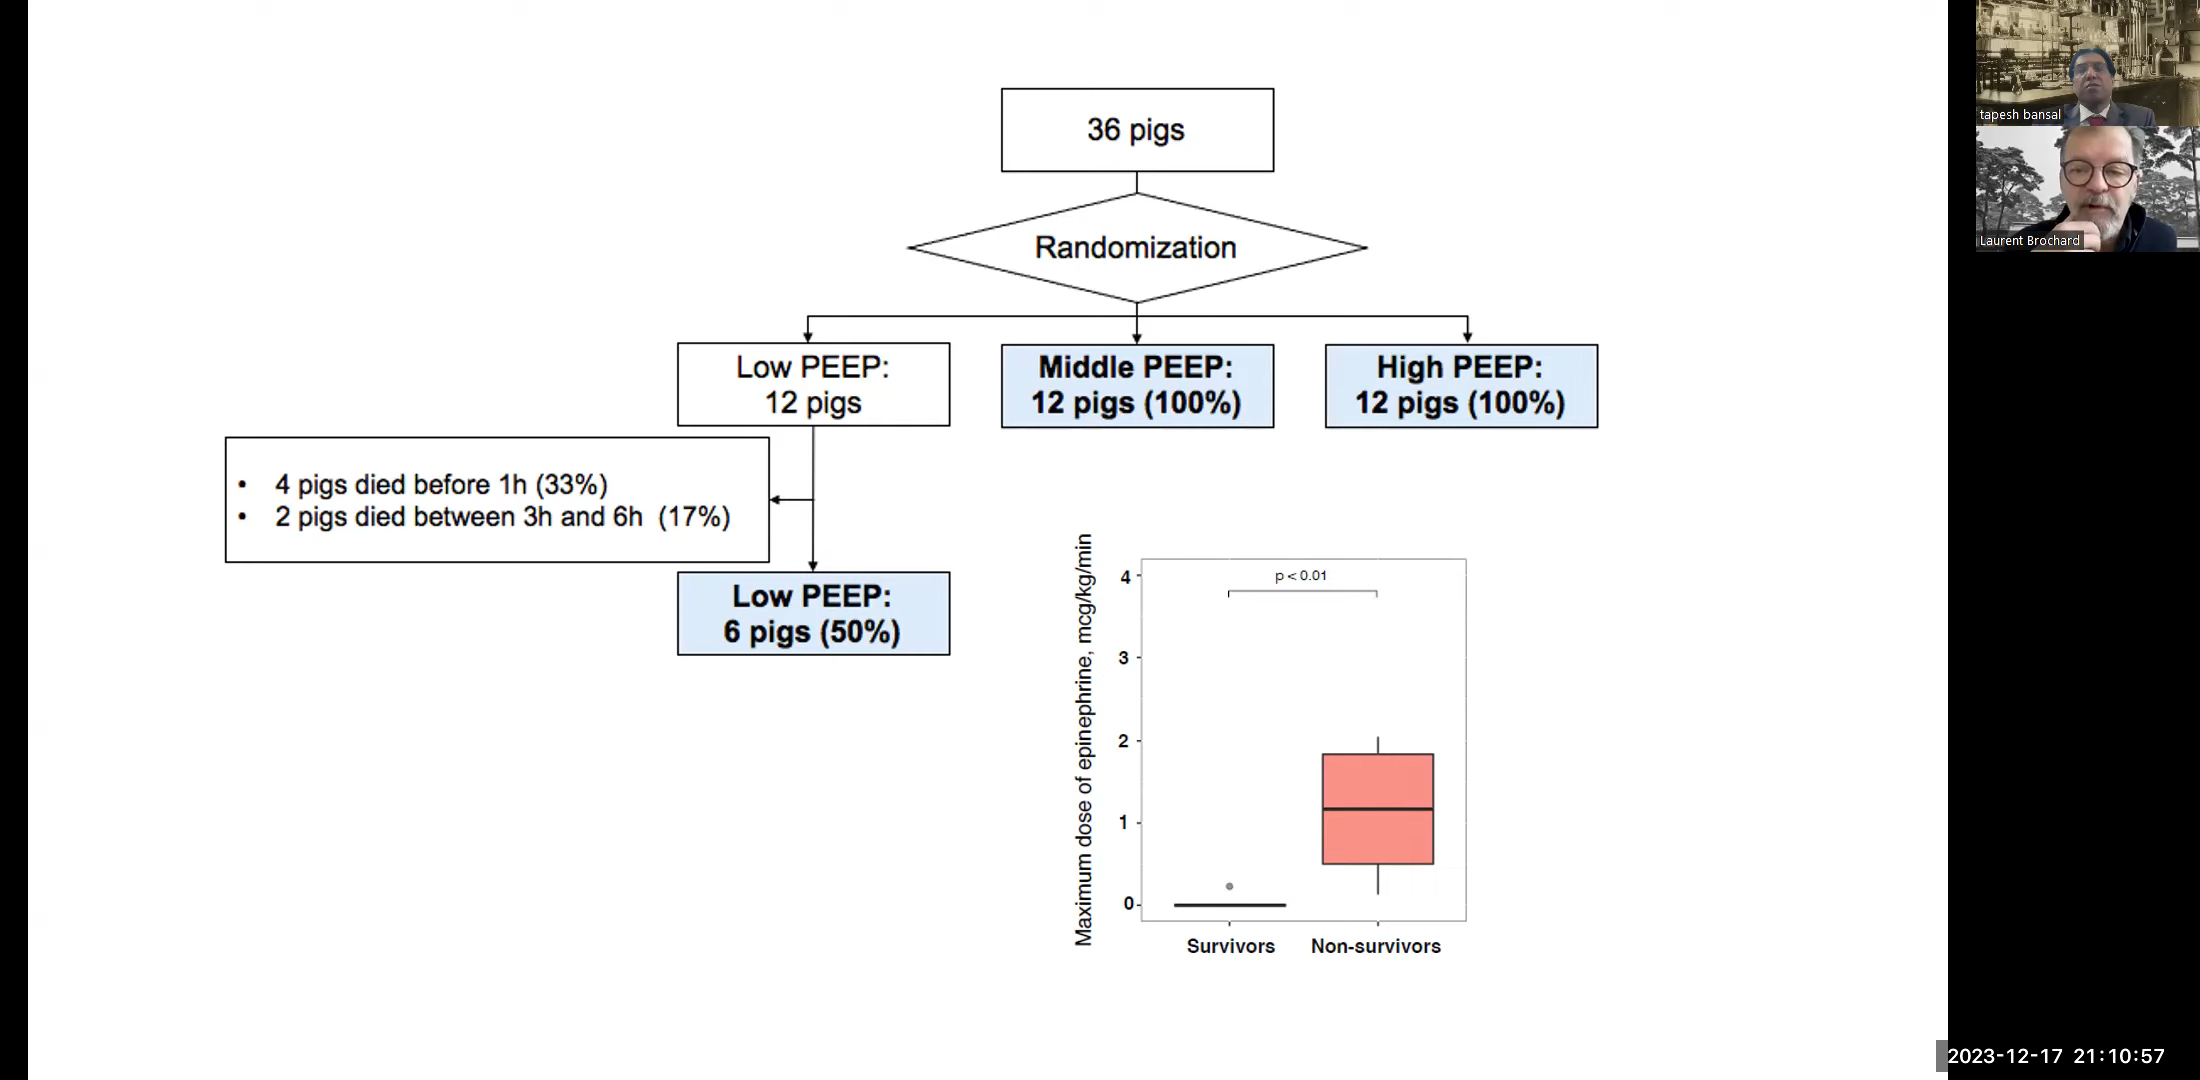 36 pigs
Randomization
Low PEEP:
12 pigs
Middle PEEP:
12 pigs (100%)
High PEEP:
12 pigs (100%)
• 4 pigs died before 1h (33%)
• 2 pigs died between 3h and 6h (17%)
Low PEEP:
6 pigs (50%)
Maximum dose of epinephrine, mcg/kg/min
4
3
2
1
0
p < 0.01
Survivors
Non-survivors
tapesh bansal
Laurent Brochard
2023-12-17 21:10:57